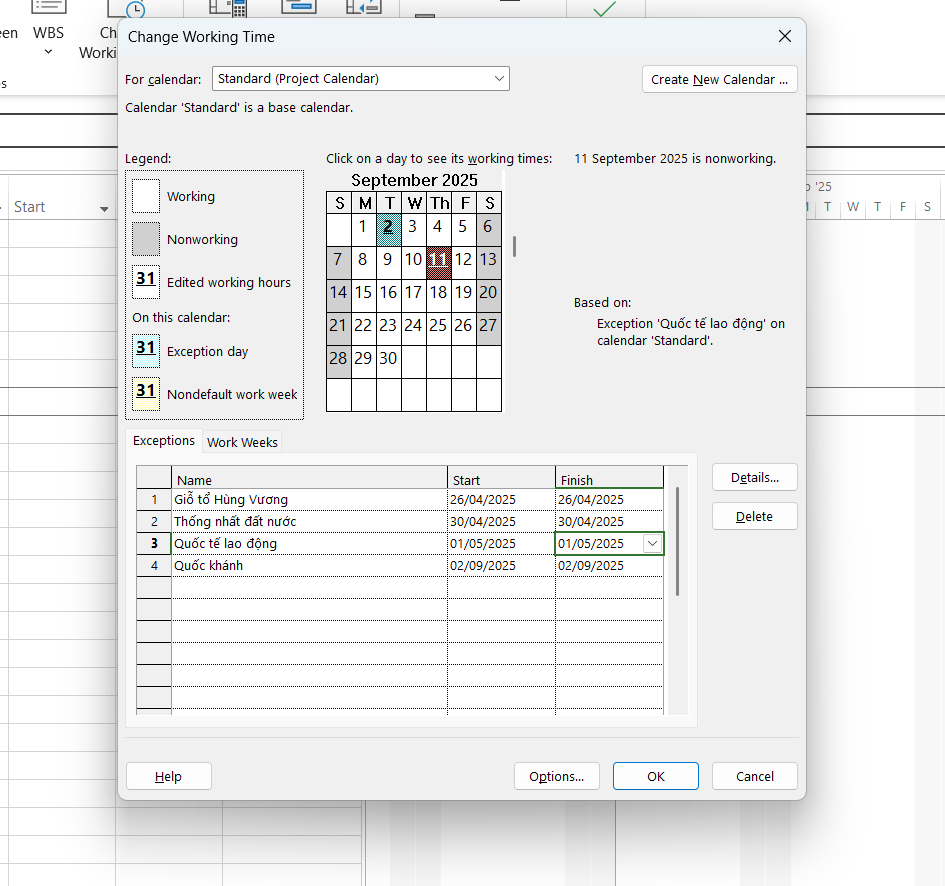 een
WBS
Ch
Workin
s
Start
Change Working Time
For calendar:
Standard (Project Calendar)
Create New Calendar ...
Calendar 'Standard' is a base calendar.
Legend:
Working
Nonworking
31
Edited working hours
On this calendar:
31
Exception day
31
Nondefault work week
Click on a day to see its working times:
September 2025
S M T W Th F S
1 2 3 4 5 6
7 8 9 10 11 12 13
14 15 16 17 18 19 20
21 22 23 24 25 26 27
28 29 30
11 September 2025 is nonworking.
Based on:
Exception 'Quốc tế lao động' on
calendar 'Standard'.
'25
T W T F S
Exceptions
Work Weeks
Name Start Finish
1 Giỗ tổ Hùng Vương 26/04/2025 26/04/2025
2 Thống nhất đất nước 30/04/2025 30/04/2025
3 Quốc tế lao động 01/05/2025 01/05/2025
4 Quốc khánh 02/09/2025 02/09/2025
Details...
Delete
Help
Options...
OK
Cancel